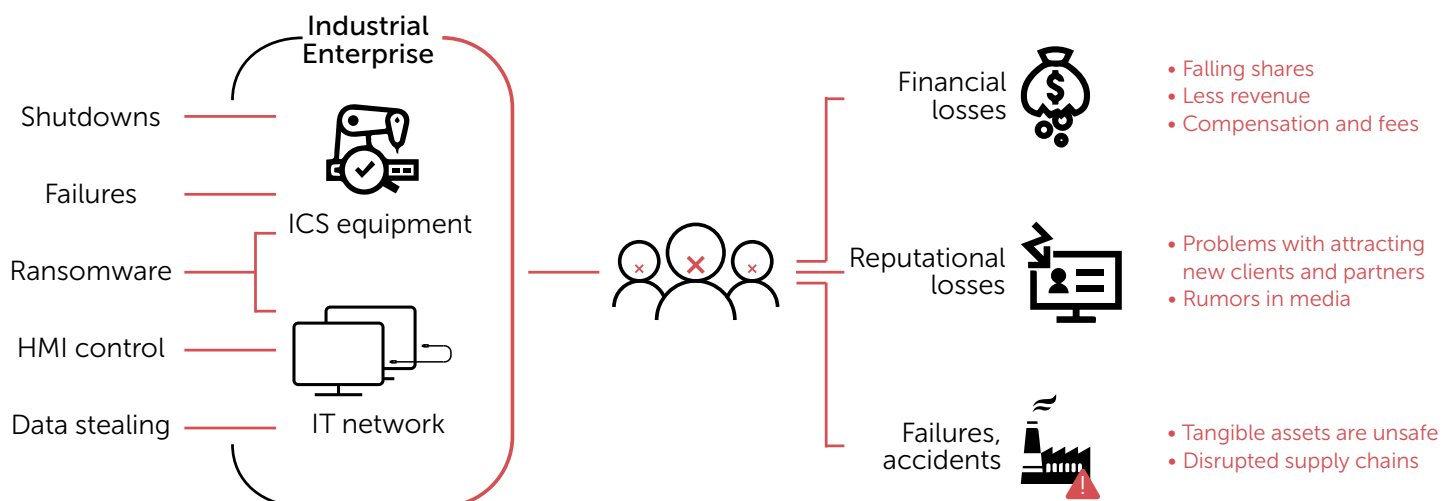 Industrial
Enterprise
Shutdowns
Failures
Ransomware
HMI control
Data stealing
ICS equipment
IT network
Financial
losses
$
• Falling shares
• Less revenue
• Compensation and fees
Reputational
losses
• Problems with attracting
new clients and partners
• Rumors in media
Failures,
accidents
!
• Tangible assets are unsafe
• Disrupted supply chains